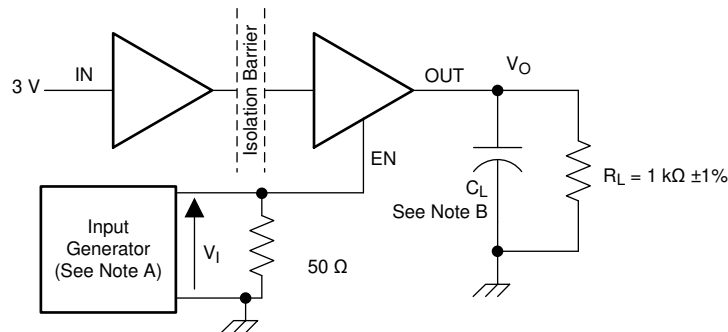 3 V
IN
Isolation Barrier
OUT
V_O
EN
Input
Generator
(See Note A)
V_I
50 Ω
C_L
See Note B
R_L = 1 kΩ ±1%